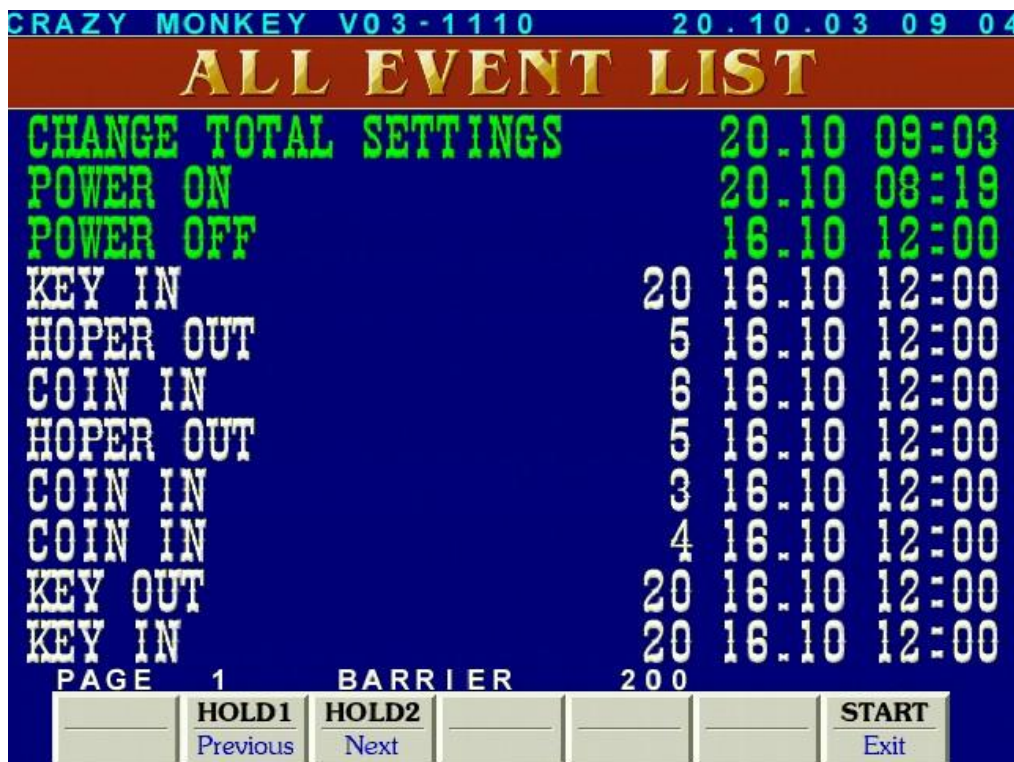 CRAZY MONKEY V03-1110 20.10.03 09 04
ALL EVENT LIST
CHANGE TOTAL SETTINGS 20.10 09:03
POWER ON 20.10 08:19
POWER OFF 16.10 12:00
KEY IN 20 16.10 12:00
HOPER OUT 5 16.10 12:00
COIN IN 6 16.10 12:00
HOPER OUT 5 16.10 12:00
COIN IN 3 16.10 12:00
COIN IN 4 16.10 12:00
KEY OUT 20 16.10 12:00
KEY IN 20 16.10 12:00
PAGE 1 BARRIER 200
HOLD1 HOLD2 START
Previous Next Exit